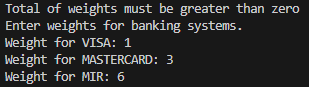 Total of weights must be greater than zero
Enter weights for banking systems.
Weight for VISA: 1
Weight for MASTERCARD: 3
Weight for MIR: 6